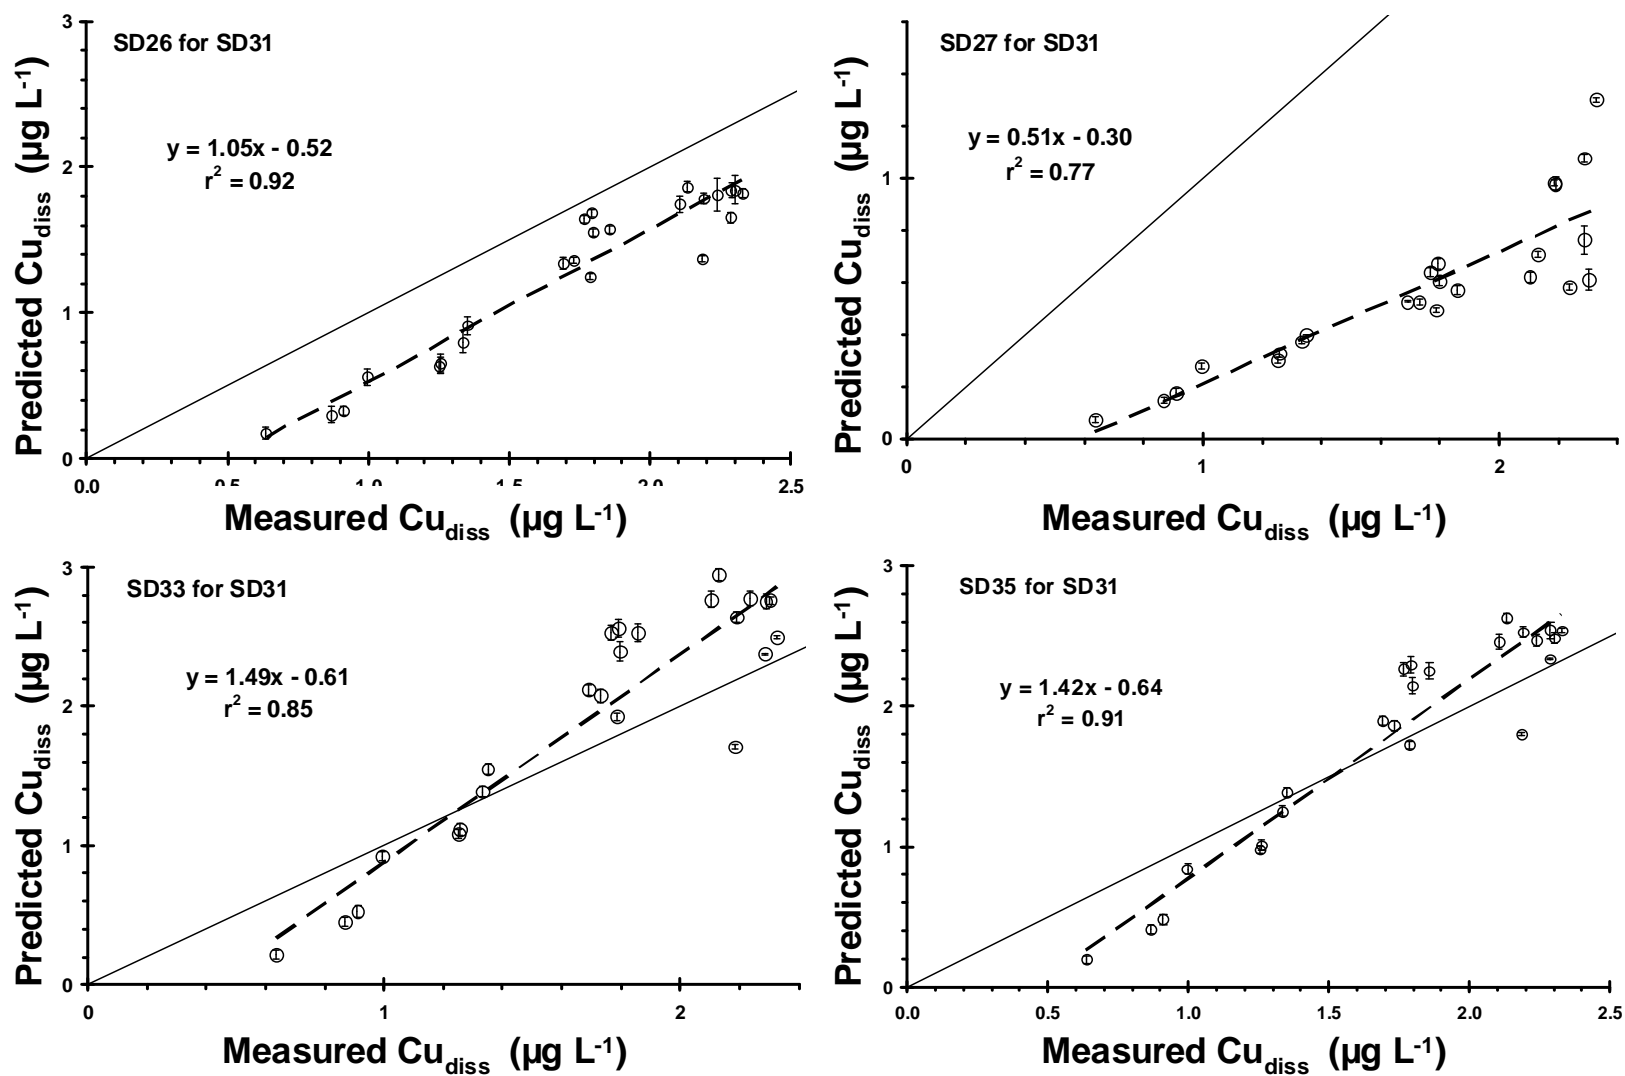 SD26 for SD31
y = 1.05x - 0.52
r² = 0.92
Predicted Cu_diss (µg L⁻¹)
3
2
1
0
0.0 0.5 1.0 1.5 2.0 2.5
Measured Cu_diss (µg L⁻¹)
SD27 for SD31
y = 0.51x - 0.30
r² = 0.77
Predicted Cu_diss (µg L⁻¹)
1
0
0 1 2
Measured Cu_diss (µg L⁻¹)
SD33 for SD31
y = 1.49x - 0.61
r² = 0.85
Predicted Cu_diss (µg L⁻¹)
3
2
1
0
0 1 2
Measured Cu_diss (µg L⁻¹)
SD35 for SD31
y = 1.42x - 0.64
r² = 0.91
Predicted Cu_diss (µg L⁻¹)
3
2
1
0
0.0 0.5 1.0 1.5 2.0 2.5
Measured Cu_diss (µg L⁻¹)